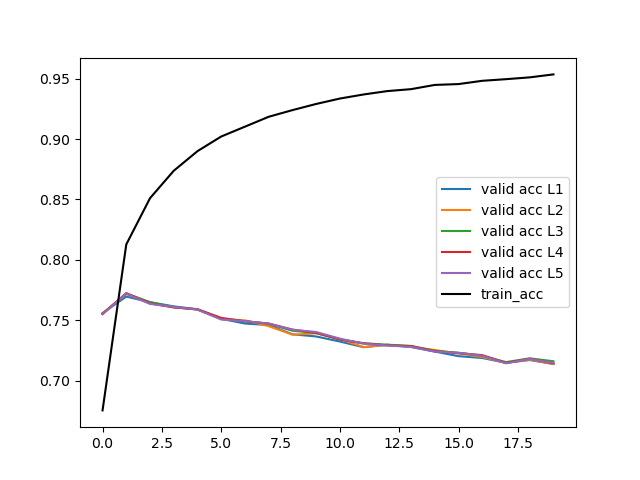 0.95
0.90
0.85
0.80
0.75
0.70
valid acc L1
valid acc L2
valid acc L3
valid acc L4
valid acc L5
train_acc
0.0 2.5 5.0 7.5 10.0 12.5 15.0 17.5